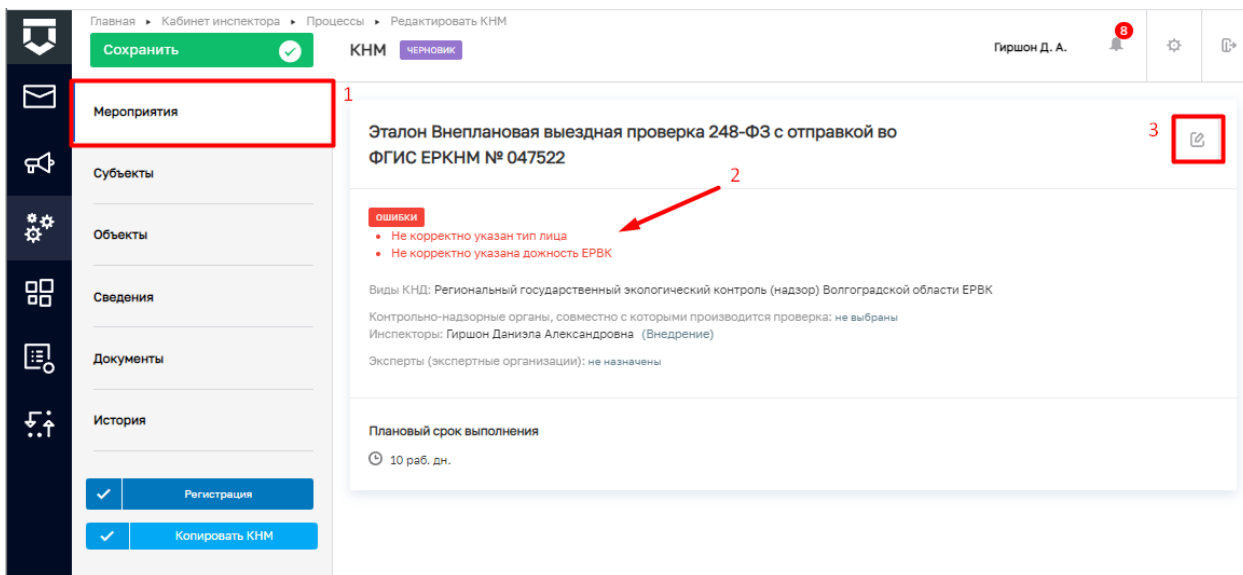 Главная ▸ Кабинет инспектора ▸ Процессы ▸ Редактировать КНМ
Сохранить
КНМ ЧЕРНОВИК
Гиршон Д. А.
8
Мероприятия
1
Субъекты
Объекты
Сведения
Документы
История
Регистрация
Копировать КНМ
Эталон Внеплановая выездная проверка 248-ФЗ с отправкой во
ФГИС ЕРКНМ № 047522
3
2
ОШИБКИ
• Не корректно указан тип лица
• Не корректно указана дожность ЕРВК
Виды КНД: Региональный государственный экологический контроль (надзор) Волгоградской области ЕРВК
Контрольно-надзорные органы, совместно с которыми производится проверка: не выбраны
Инспекторы: Гиршон Даниэла Александровна (Внедрение)
Эксперты (экспертные организации): не назначены
Плановый срок выполнения
10 раб. дн.